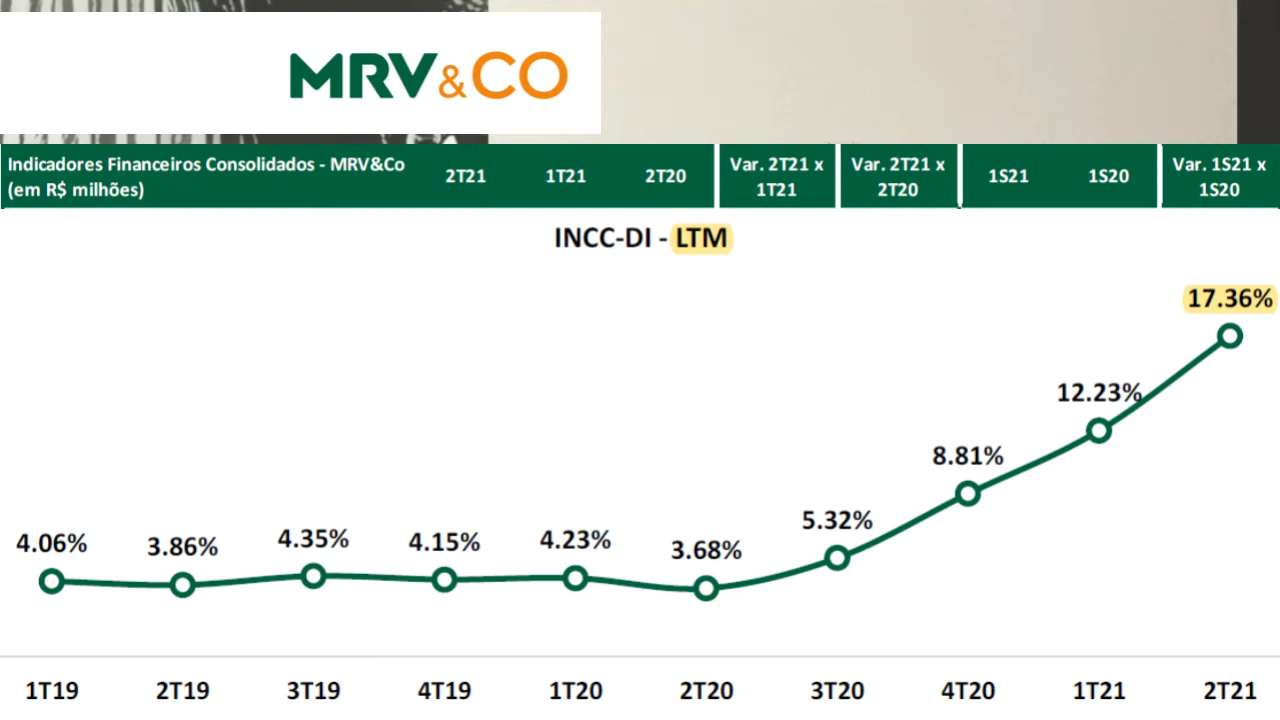 MRV&CO
Indicadores Financeiros Consolidados - MRV&Co
(em R$ milhões)
2T21
1T21
2T20
Var. 2T21 x
1T21
Var. 2T21 x
2T20
1S21
1S20
Var. 1S21 x
1S20
INCC-DI - LTM
4.06%
3.86%
4.35%
4.15%
4.23%
3.68%
5.32%
8.81%
12.23%
17.36%
1T19
2T19
3T19
4T19
1T20
2T20
3T20
4T20
1T21
2T21